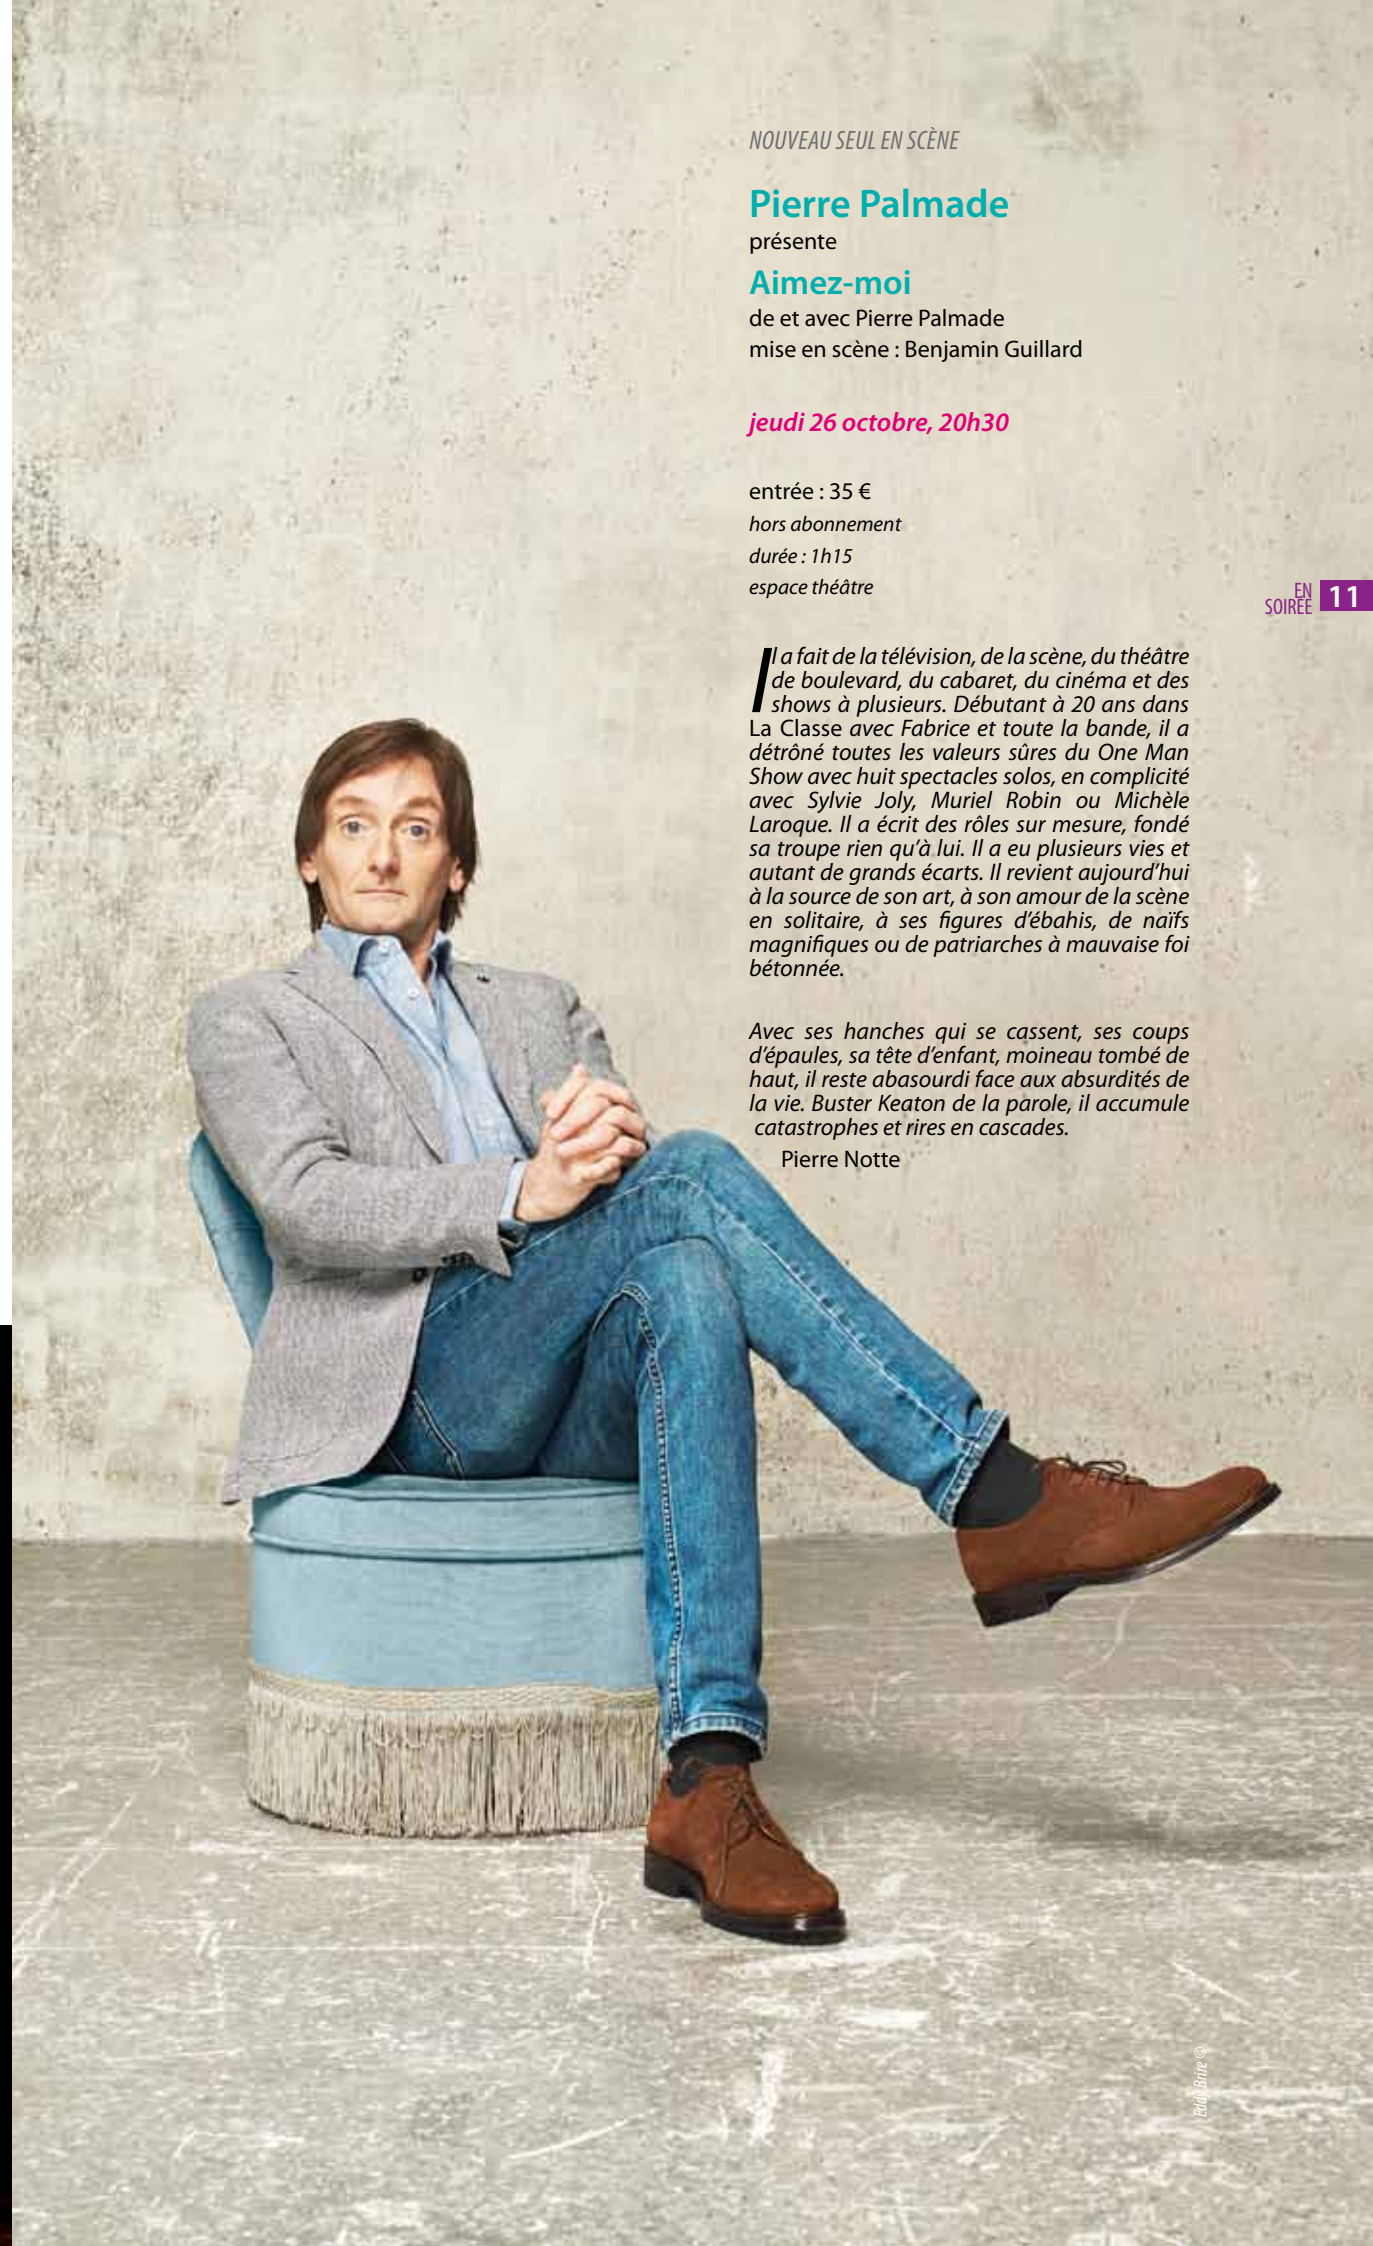 NOUVEAU SEUL EN SCÈNE
Pierre Palmade
présente
Aimez-moi
de et avec Pierre Palmade
mise en scène : Benjamin Guillard
jeudi 26 octobre, 20h30
entrée : 35 €
hors abonnement
durée : 1h15
espace théâtre
EN
SOIRÉE 11
Il a fait de la télévision, de la scène, du théâtre
de boulevard, du cabaret, du cinéma et des
shows à plusieurs. Débutant à 20 ans dans
La Classe avec Fabrice et toute la bande, il a
détrôné toutes les valeurs sûres du One Man
Show avec huit spectacles solos, en complicité
avec Sylvie Joly, Muriel Robin ou Michèle
Laroque. Il a écrit des rôles sur mesure, fondé
sa troupe rien qu’à lui. Il a eu plusieurs vies et
autant de grands écarts. Il revient aujourd’hui
à la source de son art, à son amour de la scène
en solitaire, à ses figures d’ébahis, de naïfs
magnifiques ou de patriarches à mauvaise foi
bétonnée.
Avec ses hanches qui se cassent, ses coups
d’épaules, sa tête d’enfant, moineau tombé de
haut, il reste abasourdi face aux absurdités de
la vie. Buster Keaton de la parole, il accumule
catastrophes et rires en cascades.
Pierre Notte
Eddy Brire ©